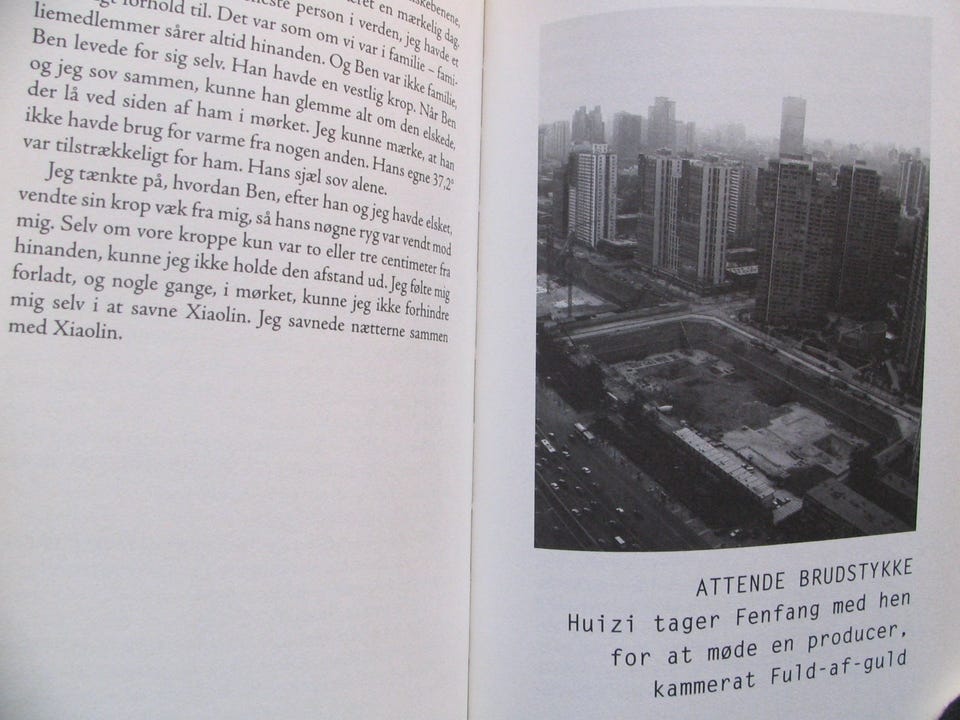 en mærkelig dag.
person i verden, jeg havde et
forhold til. Det var som om vi var i familie – fami-
liemedlemmer sårer altid hinanden. Og Ben var ikke familie,
Ben levede for sig selv. Han havde en vestlig krop. Når Ben
og jeg sov sammen, kunne han glemme alt om den elskede,
der lå ved siden af ham i mørket. Jeg kunne mærke, at han
ikke havde brug for varme fra nogen anden. Hans egne 37,2°
var tilstrækkeligt for ham. Hans sjæl sov alene.
Jeg tænkte på, hvordan Ben, efter han og jeg havde elsket,
vendte sin krop væk fra mig, så hans nøgne ryg var vendt mod
mig. Selv om vore kroppe kun var to eller tre centimeter fra
hinanden, kunne jeg ikke holde den afstand ud. Jeg følte mig
forladt, og nogle gange, i mørket, kunne jeg ikke forhindre
mig selv i at savne Xiaolin. Jeg savnede nætterne sammen
med Xiaolin.
ATTENDE BRUDSTYKKE
Huizi tager Fenfang med hen
for at møde en producer,
kammerat Fuld-af-guld